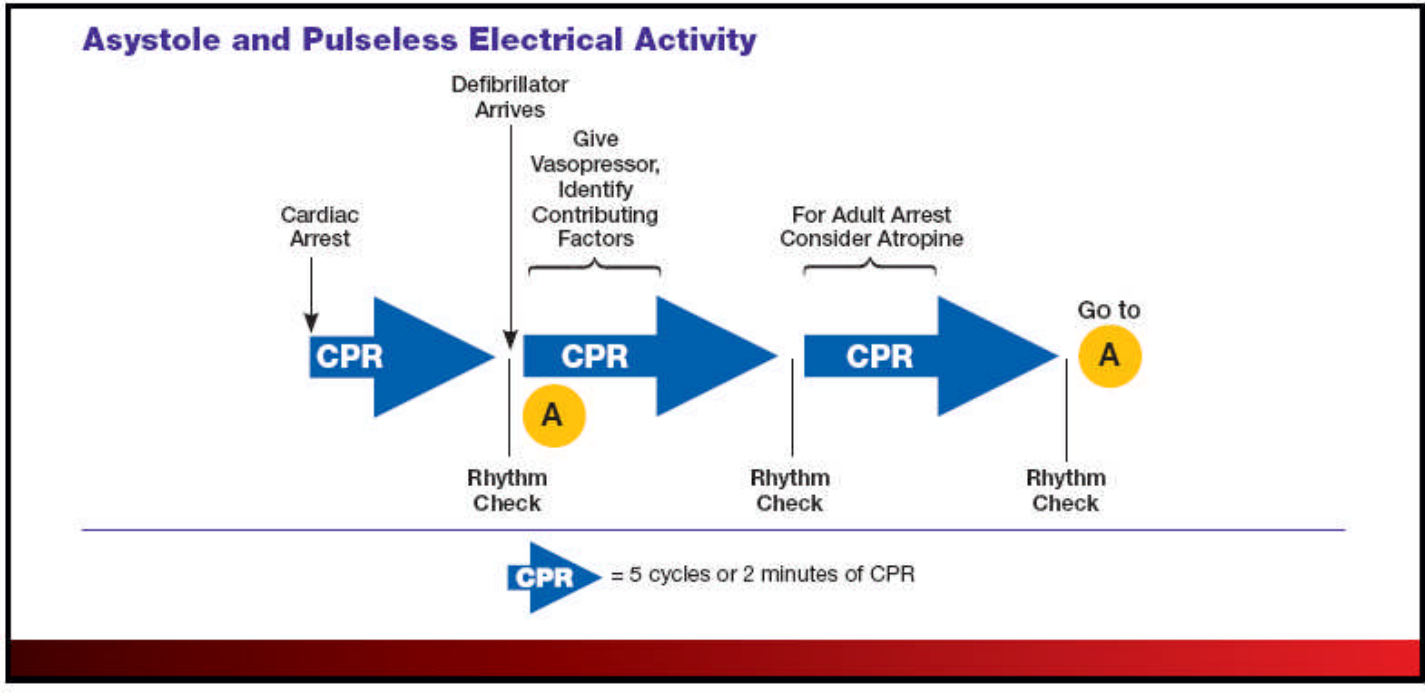 Asystole and Pulseless Electrical Activity
Defibrillator
Arrives
Give
Vasopressor,
Identify
Contributing
Factors
Cardiac
Arrest
For Adult Arrest
Consider Atropine
Go to
A
CPR
CPR
CPR
A
Rhythm
Check
Rhythm
Check
Rhythm
Check
CPR = 5 cycles or 2 minutes of CPR